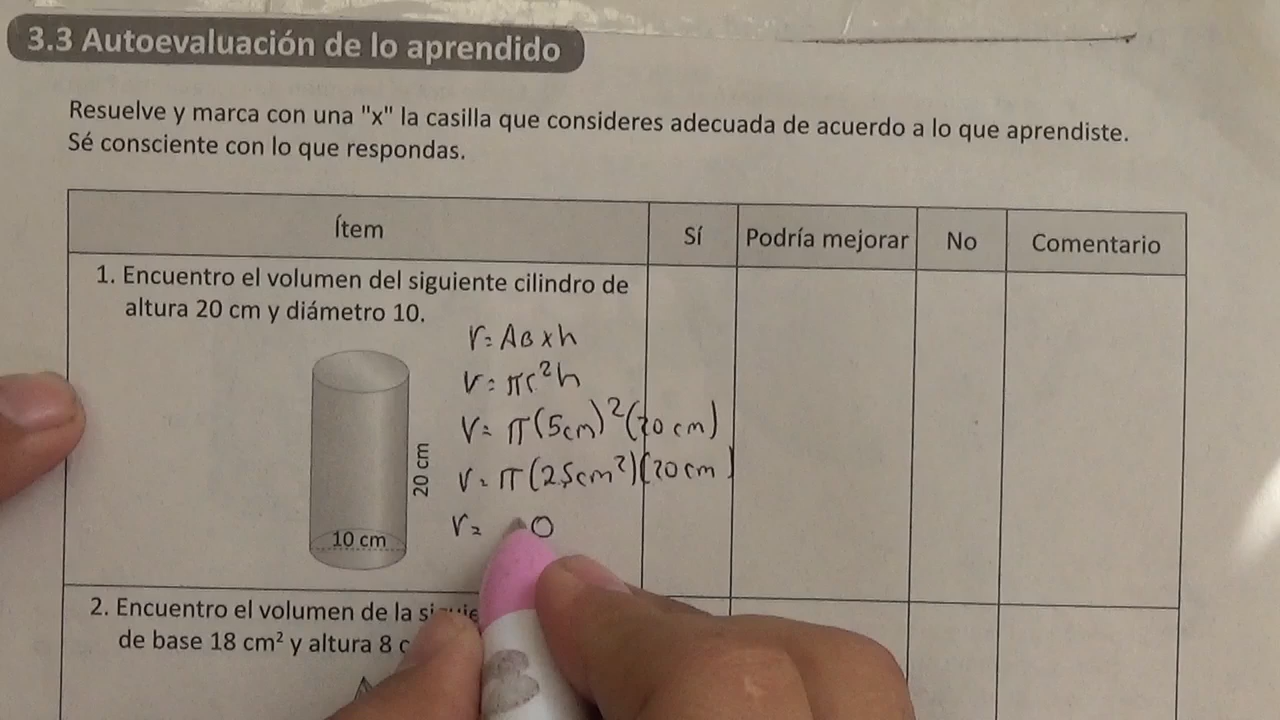 3.3 Autoevaluación de lo aprendido
Resuelve y marca con una "x" la casilla que consideres adecuada de acuerdo a lo que aprendiste.
Sé consciente con lo que respondas.
Ítem Sí Podría mejorar No Comentario
1. Encuentro el volumen del siguiente cilindro de
altura 20 cm y diámetro 10.
V= AB x h
V= πr²h
V= π(5cm)²(20 cm)
V= π(25cm²)(20 cm)
V= 0
20 cm
10 cm
2. Encuentro el volumen de la
de base 18 cm² y altura 8